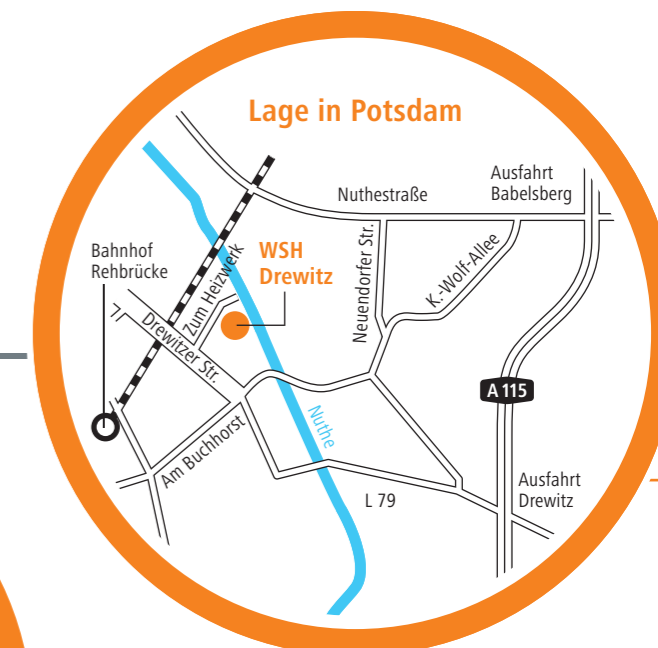 Lage in Potsdam
Ausfahrt
Babelsberg
Nuthestraße
Bahnhof
Rehbrücke
Zum Heizwerk
WSH
Drewitz
Neuendorfer Str.
K.-Wolf-Allee
Drewitzer Str.
A 115
Am Buchhorst
Nuthe
L 79
Ausfahrt
Drewitz